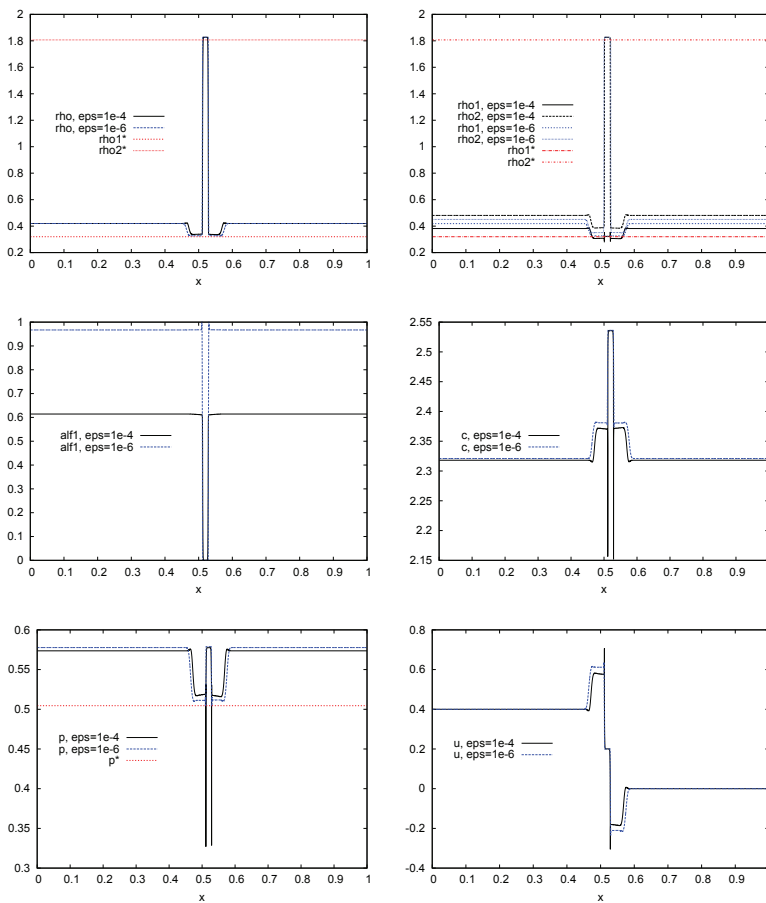 2
1.8
1.6
1.4
1.2
1
0.8
0.6
0.4
0.2
rho, eps=1e-4
rho, eps=1e-6
rho1*
rho2*
0 0.1 0.2 0.3 0.4 0.5 0.6 0.7 0.8 0.9 1
x
2
1.8
1.6
1.4
1.2
1
0.8
0.6
0.4
0.2
rho1, eps=1e-4
rho2, eps=1e-4
rho1, eps=1e-6
rho2, eps=1e-6
rho1*
rho2*
0 0.1 0.2 0.3 0.4 0.5 0.6 0.7 0.8 0.9
x
1
0.9
0.8
0.7
0.6
0.5
0.4
0.3
0.2
0.1
0
alf1, eps=1e-4
alf1, eps=1e-6
0 0.1 0.2 0.3 0.4 0.5 0.6 0.7 0.8 0.9 1
x
2.55
2.5
2.45
2.4
2.35
2.3
2.25
2.2
2.15
c, eps=1e-4
c, eps=1e-6
0 0.1 0.2 0.3 0.4 0.5 0.6 0.7 0.8 0.9
x
0.6
0.55
0.5
0.45
0.4
0.35
0.3
p, eps=1e-4
p, eps=1e-6
p*
0 0.1 0.2 0.3 0.4 0.5 0.6 0.7 0.8 0.9 1
x
0.8
0.6
0.4
0.2
0
-0.2
-0.4
u, eps=1e-4
u, eps=1e-6
0 0.1 0.2 0.3 0.4 0.5 0.6 0.7 0.8 0.9
x